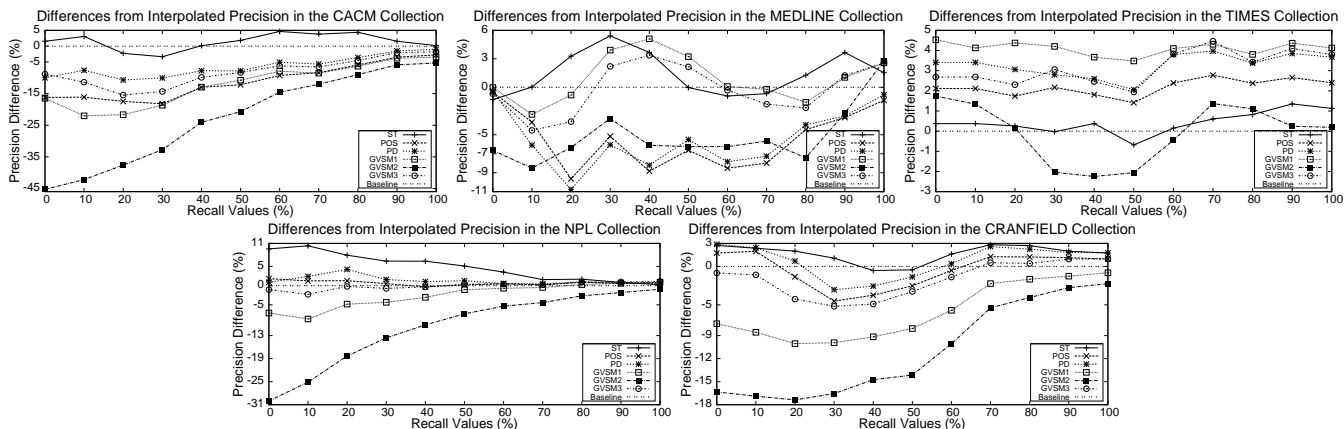 Differences from Interpolated Precision in the CACM Collection
Precision Difference (%)
5
0
-5
-15
-25
-35
-45
0 10 20 30 40 50 60 70 80 90 100
Recall Values (%)
ST
POS
PD
GVSM1
GVSM2
GVSM3
Baseline
Differences from Interpolated Precision in the MEDLINE Collection
Precision Difference (%)
6
3
0
-5
-7
-9
-11
0 10 20 30 40 50 60 70 80 90 100
Recall Values (%)
ST
POS
PD
GVSM1
GVSM2
GVSM3
Baseline
Differences from Interpolated Precision in the TIMES Collection
Precision Difference (%)
5
4
3
2
1
0
-1
-2
-3
0 10 20 30 40 50 60 70 80 90 100
Recall Values (%)
ST
POS
PD
GVSM1
GVSM2
GVSM3
Baseline
Differences from Interpolated Precision in the NPL Collection
Precision Difference (%)
11
5
0
-5
-13
-19
-25
-31
0 10 20 30 40 50 60 70 80 90 100
Recall Values (%)
ST
POS
PD
GVSM1
GVSM2
GVSM3
Baseline
Differences from Interpolated Precision in the CRANFIELD Collection
Precision Difference (%)
3
0
-5
-9
-12
-15
-18
0 10 20 30 40 50 60 70 80 90 100
Recall Values (%)
ST
POS
PD
GVSM1
GVSM2
GVSM3
Baseline